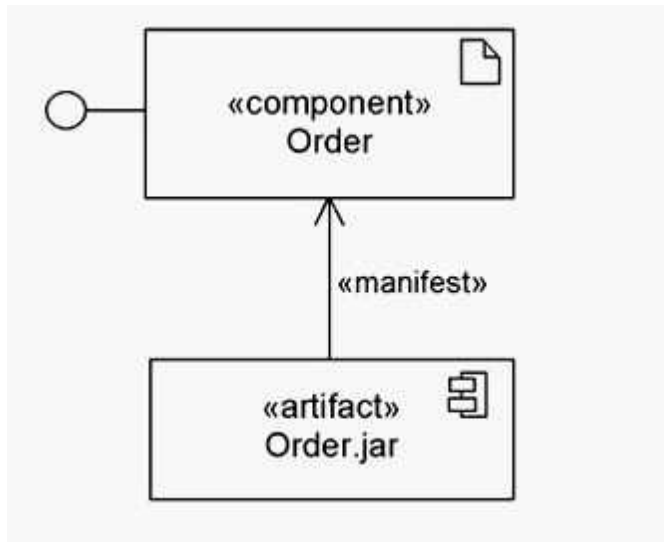 «component»
Order
«manifest»
«artifact»
Order.jar